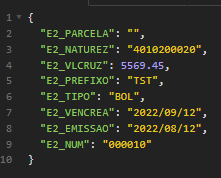 1 {
2 "E2_PARCELA": "",
3 "E2_NATUREZ": "4010200020",
4 "E2_VLCRUZ": 5569.45,
5 "E2_PREFIXO": "TST",
6 "E2_TIPO": "BOL",
7 "E2_VENCREA": "2022/09/12",
8 "E2_EMISSAO": "2022/08/12",
9 "E2_NUM": "000010"
10 }